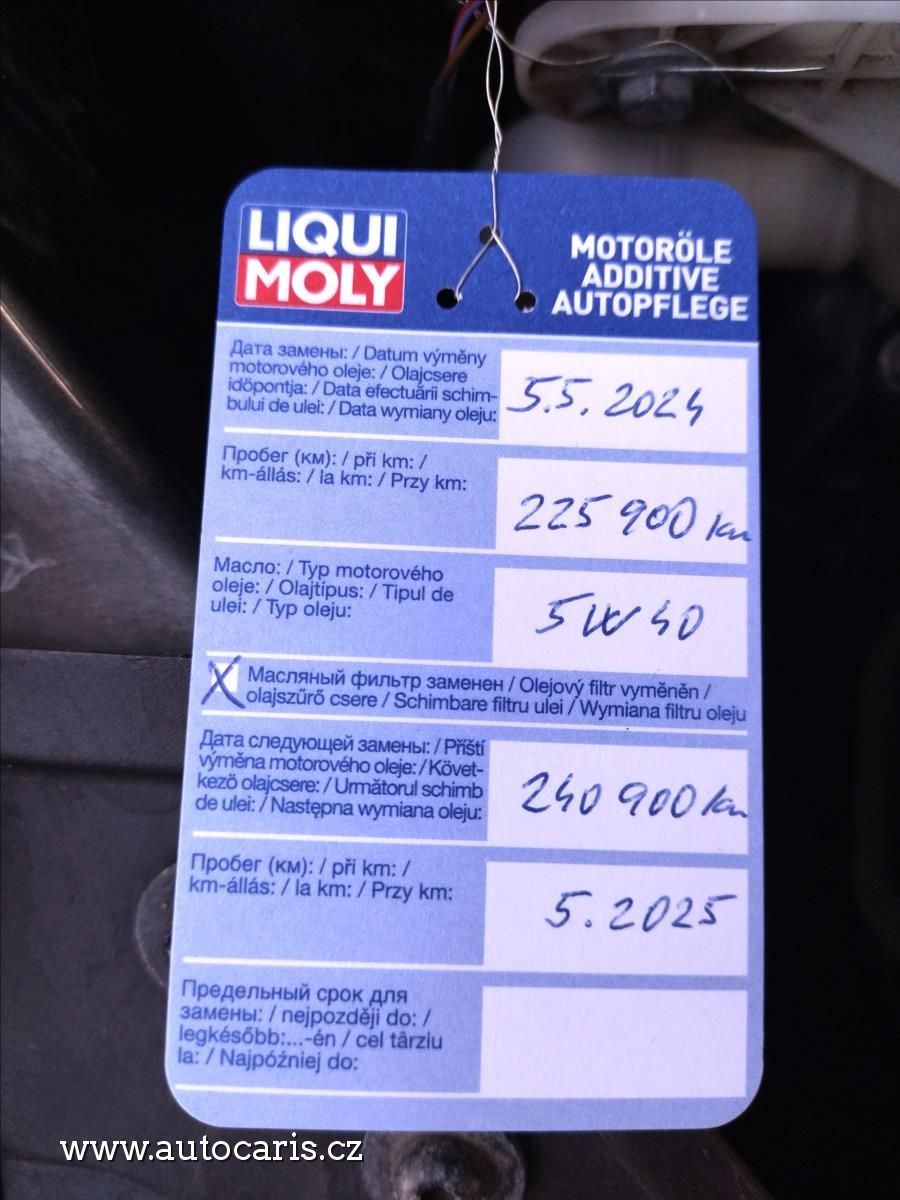 LIQUI
MOLY
MOTORÖLE
ADDITIVE
AUTOPFLEGE
Дата замены: / Datum výměny
motorového oleje: / Olajcsere
időpontja: / Data efectuării schim-
bului de ulei: / Data wymiany oleju:
5.5.2024
Пробег (км): / při km: /
km-állás: / la km: / Przy km:
225 900 km
Масло: / Typ motorového
oleje: / Olajtípus: / Tipul de
ulei: / Typ oleju:
5W40
X Масляный фильтр заменен / Olejový filtr vyměněn /
olajszűrő csere / Schimbare filtru ulei / Wymiana filtru oleju
Дата следующей замены: / Příští
výměna motorového oleje: / Követ-
kező olajcsere: / Următorul schimb
de ulei: / Następna wymiana oleju:
240 900 km
Пробег (км): / při km: /
km-állás: / la km: / Przy km:
5.2025
Предельный срок для
замены: / nejpozději do: /
legkésőbb:...-én / cel târziu
la: / Najpóźniej do:
www.autocaris.cz